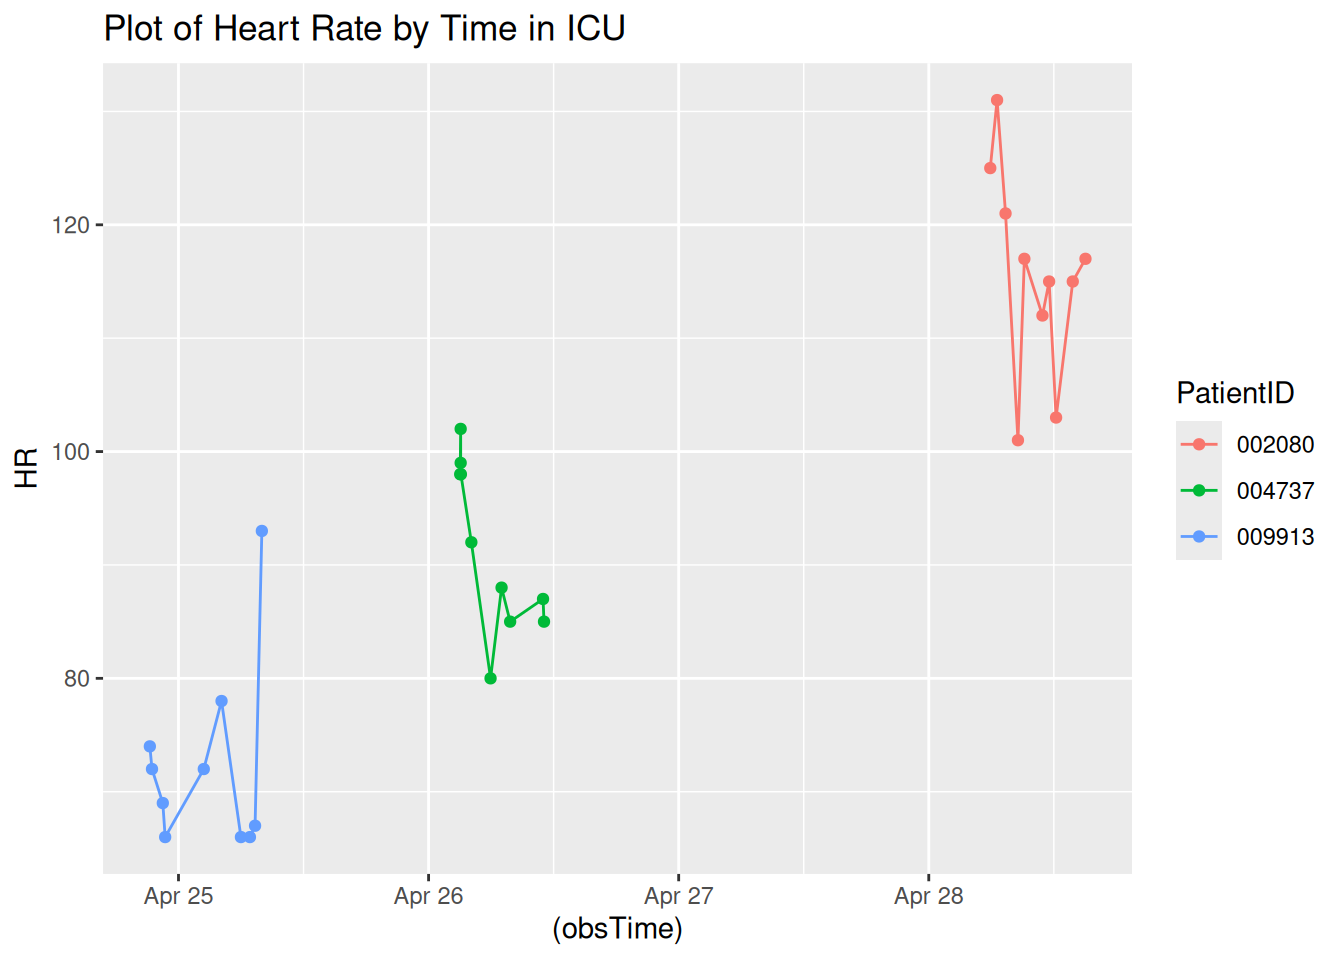 Plot of Heart Rate by Time in ICU
HR
120
100
80
Apr 25 Apr 26 Apr 27 Apr 28
(obsTime)
PatientID
002080
004737
009913